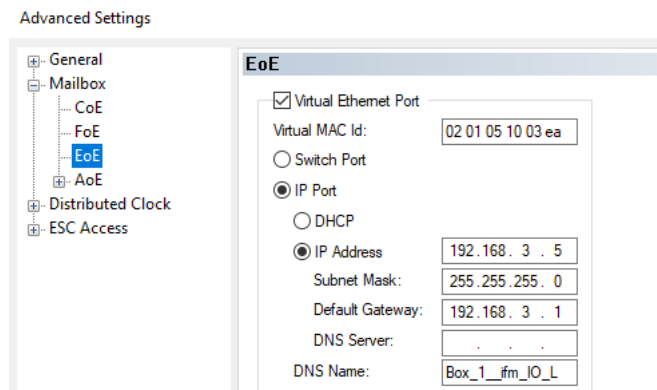 Advanced Settings
General
Mailbox
CoE
FoE
EoE
AoE
Distributed Clock
ESC Access
EoE
Virtual Ethernet Port
Virtual MAC Id: 02 01 05 10 03 ea
Switch Port
IP Port
DHCP
IP Address 192.168. 3 . 5
Subnet Mask: 255.255.255. 0
Default Gateway: 192.168. 3 . 1
DNS Server: . . .
DNS Name: Box_1__ifm_IO_L